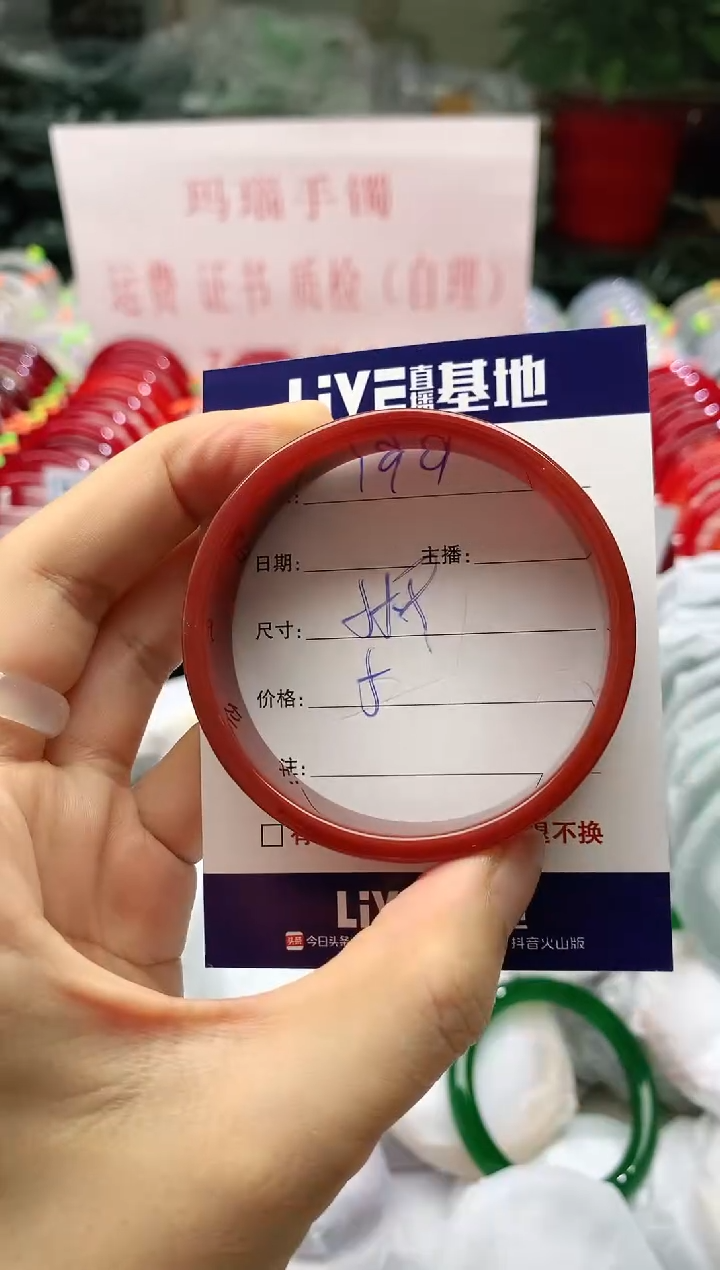 玛瑙手镯
运费 证书 质检（自理）
LIVE直播基地
199
日期: 主播:
尺寸:
价格:
注:
退不换
今日头条
抖音火山版